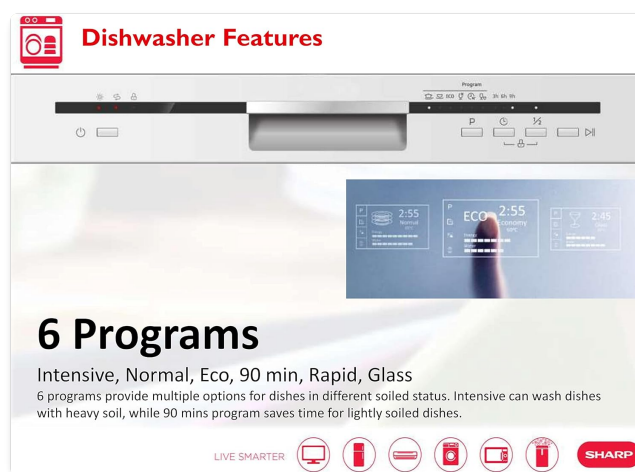 Dishwasher Features
Program
ECO
3h 6h 9h
P
½
P
2:55
Normal
P
ECO
2:55
Economy
P
2:45
6 Programs
Intensive, Normal, Eco, 90 min, Rapid, Glass
6 programs provide multiple options for dishes in different soiled status. Intensive can wash dishes
with heavy soil, while 90 mins program saves time for lightly soiled dishes.
LIVE SMARTER
SHARP